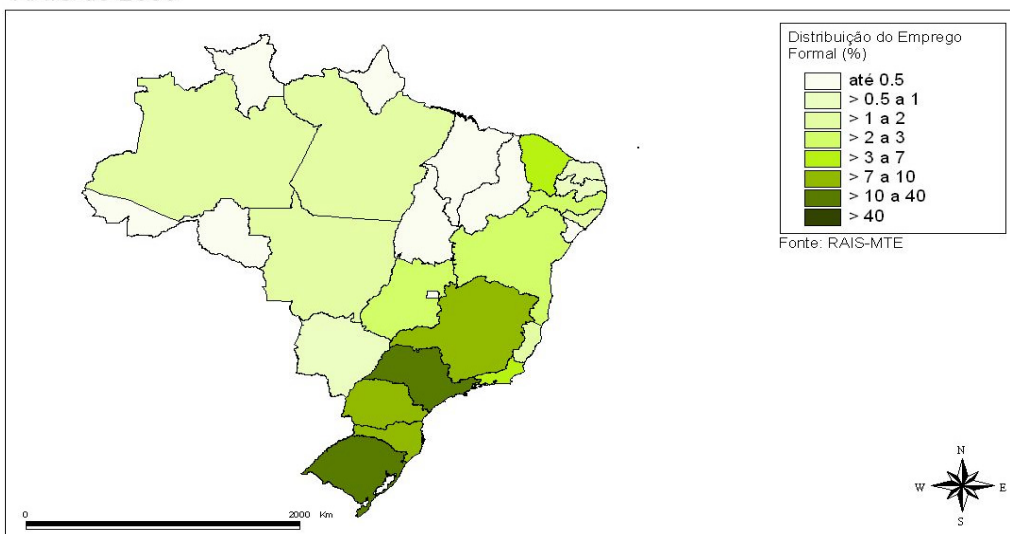 Distribuição do Emprego
Formal (%)
até 0.5
> 0.5 a 1
> 1 a 2
> 2 a 3
> 3 a 7
> 7 a 10
> 10 a 40
> 40
Fonte: RAIS-MTE
N
W E
S
0 2000 Km